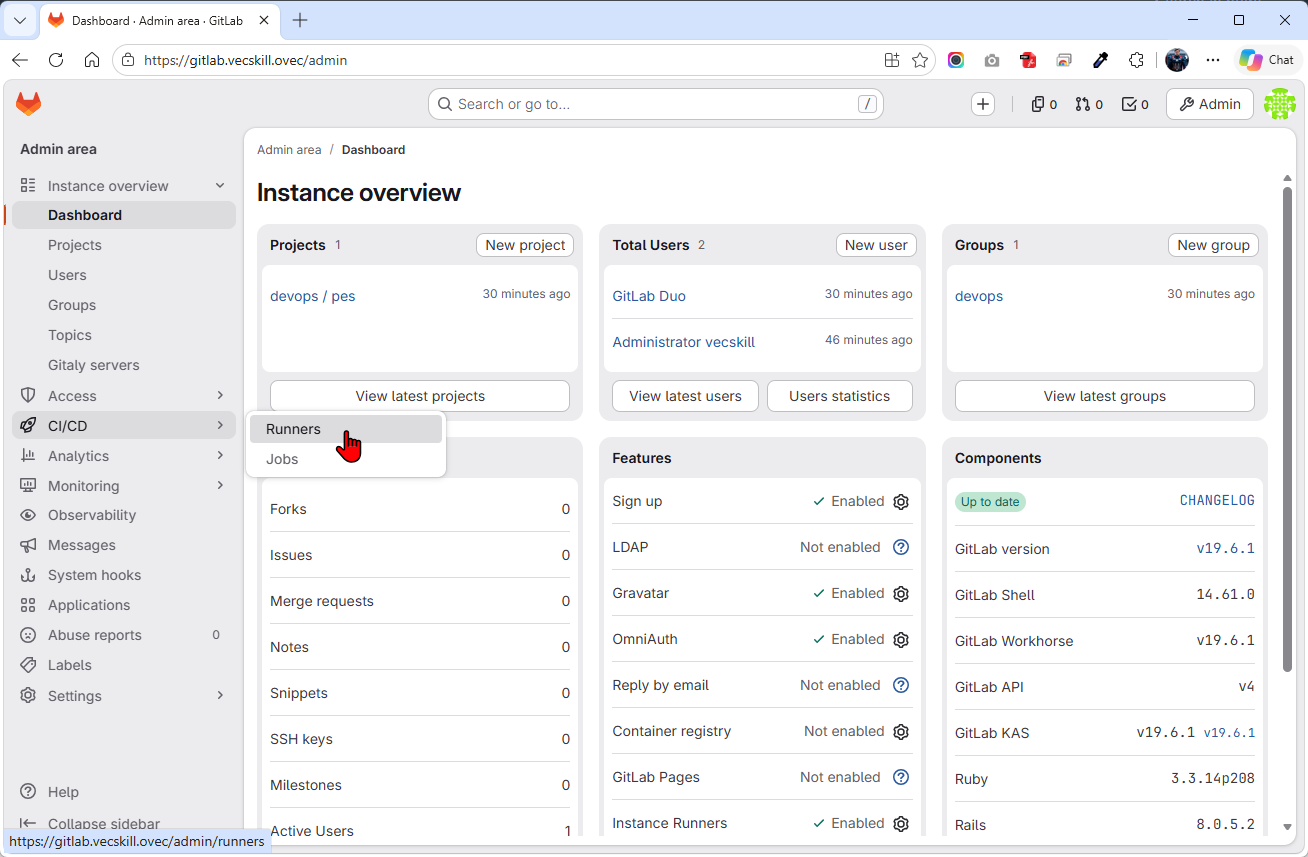 Dashboard · Admin area · GitLab
https://gitlab.vecskill.ovec/admin
Chat
Search or go to...
/
0
0
0
Admin
Admin area
Instance overview
Dashboard
Projects
Users
Groups
Topics
Gitaly servers
Access
CI/CD
Analytics
Monitoring
Observability
Messages
System hooks
Applications
Abuse reports 0
Labels
Settings
Help
Collapse sidebar
https://gitlab.vecskill.ovec/admin/runners
Runners
Jobs
Admin area / Dashboard
Instance overview
Projects 1 New project
devops / pes 30 minutes ago
View latest projects
Total Users 2 New user
GitLab Duo 30 minutes ago
Administrator vecskill 46 minutes ago
View latest users Users statistics
Groups 1 New group
devops 30 minutes ago
View latest groups
Forks 0
Issues 0
Merge requests 0
Notes 0
Snippets 0
SSH keys 0
Milestones 0
Active Users 1
Features
Sign up Enabled
LDAP Not enabled
Gravatar Enabled
OmniAuth Enabled
Reply by email Not enabled
Container registry Not enabled
GitLab Pages Not enabled
Instance Runners Enabled
Components
Up to date CHANGELOG
GitLab version v19.6.1
GitLab Shell 14.61.0
GitLab Workhorse v19.6.1
GitLab API v4
GitLab KAS v19.6.1 v19.6.1
Ruby 3.3.14p208
Rails 8.0.5.2